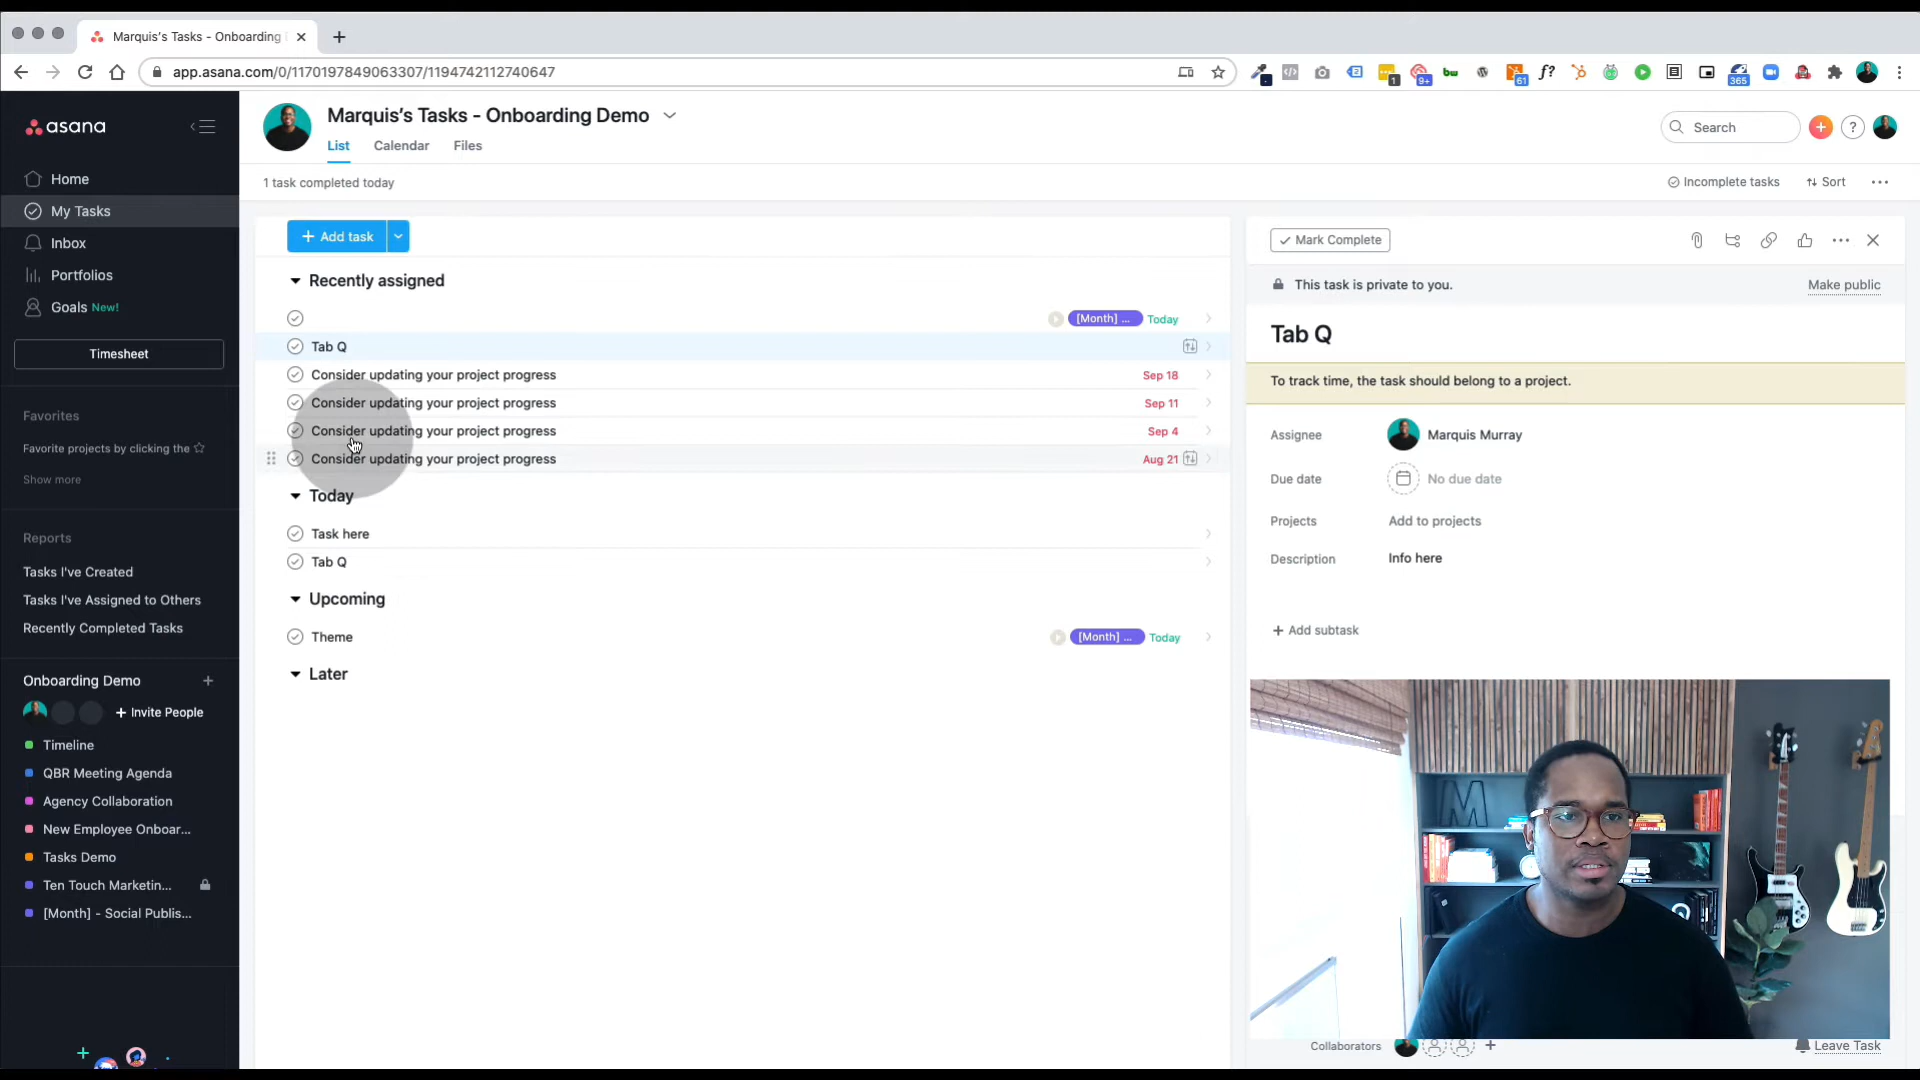 Marquis's Tasks - Onboarding
app.asana.com/0/1170197849063307/1194742112740647
1
9+
bw
61
f?
365
asana
Home
My Tasks
Inbox
Portfolios
Goals New!
Timesheet
Favorites
Favorite projects by clicking the
Show more
Reports
Tasks I've Created
Tasks I've Assigned to Others
Recently Completed Tasks
Onboarding Demo
+ Invite People
Timeline
QBR Meeting Agenda
Agency Collaboration
New Employee Onboar...
Tasks Demo
Ten Touch Marketin...
[Month] - Social Publis...
Marquis's Tasks - Onboarding Demo
List Calendar Files
Search
?
1 task completed today
Incomplete tasks
Sort
+ Add task
Recently assigned
[Month] ... Today
Tab Q
Consider updating your project progress Sep 18
Consider updating your project progress Sep 11
Consider updating your project progress Sep 4
Consider updating your project progress Aug 21
Today
Task here
Tab Q
Upcoming
Theme [Month] ... Today
Later
Mark Complete
This task is private to you. Make public
Tab Q
To track time, the task should belong to a project.
Assignee Marquis Murray
Due date No due date
Projects Add to projects
Description Info here
+ Add subtask
M
Collaborators
Leave Task